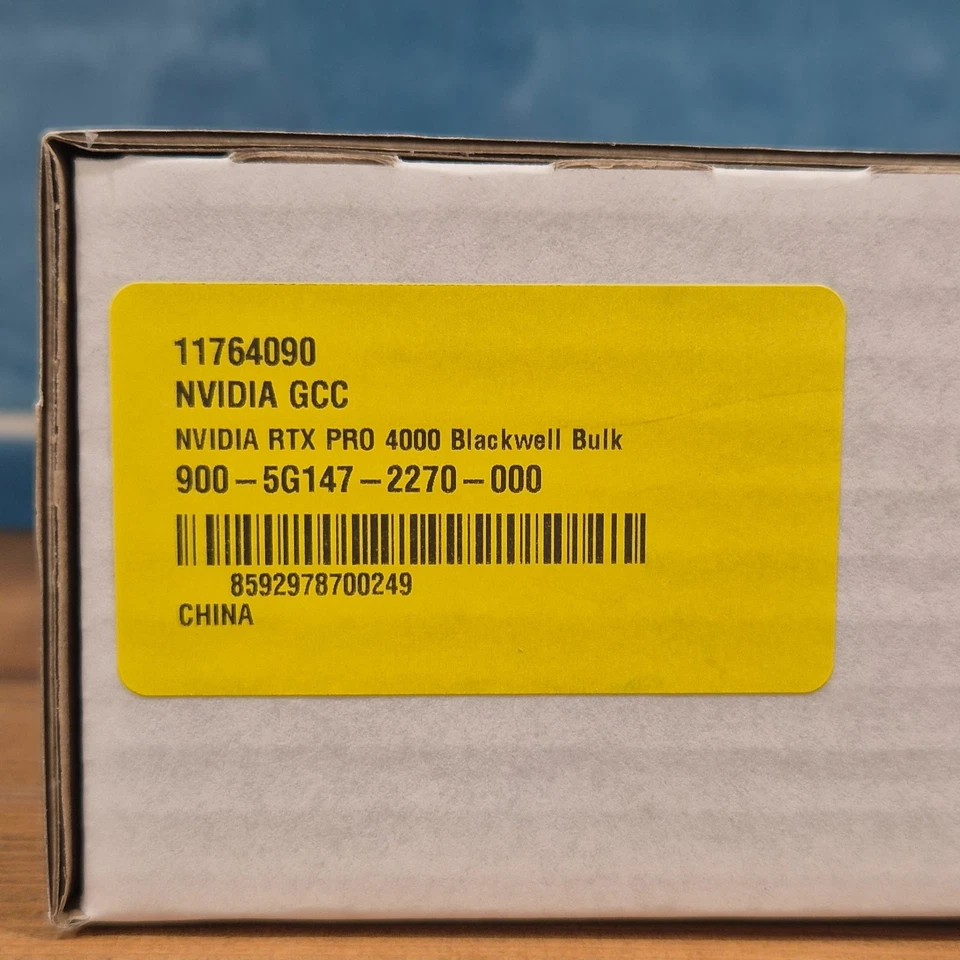 11764090
NVIDIA GCC
NVIDIA RTX PRO 4000 Blackwell Bulk
900-5G147-2270-000
8592978700249
CHINA